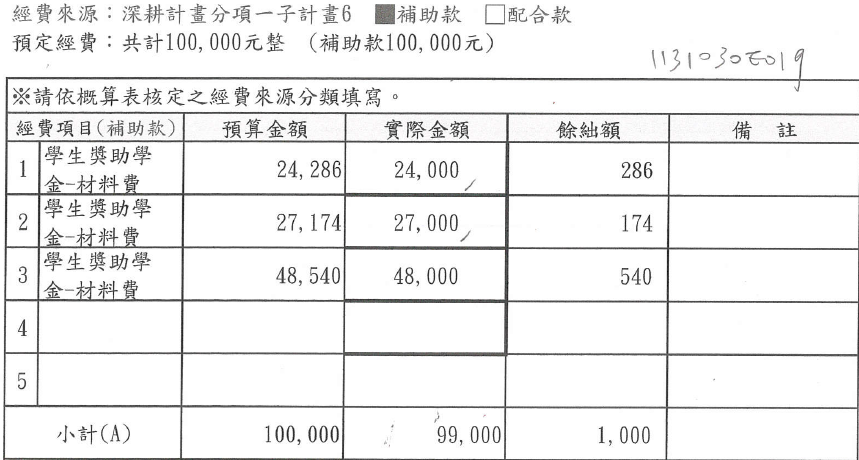 經費來源：深耕計畫分項一子計畫6 ■補助款 □配合款
預定經費：共計100,000元整 (補助款100,000元)
1131030E019
※請依概算表核定之經費來源分類填寫。
經費項目(補助款) 預算金額 實際金額 餘絀額 備 註
1 學生獎助學金-材料費 24,286 24,000 286
2 學生獎助學金-材料費 27,174 27,000 174
3 學生獎助學金-材料費 48,540 48,000 540
4
5
小計(A) 100,000 99,000 1,000